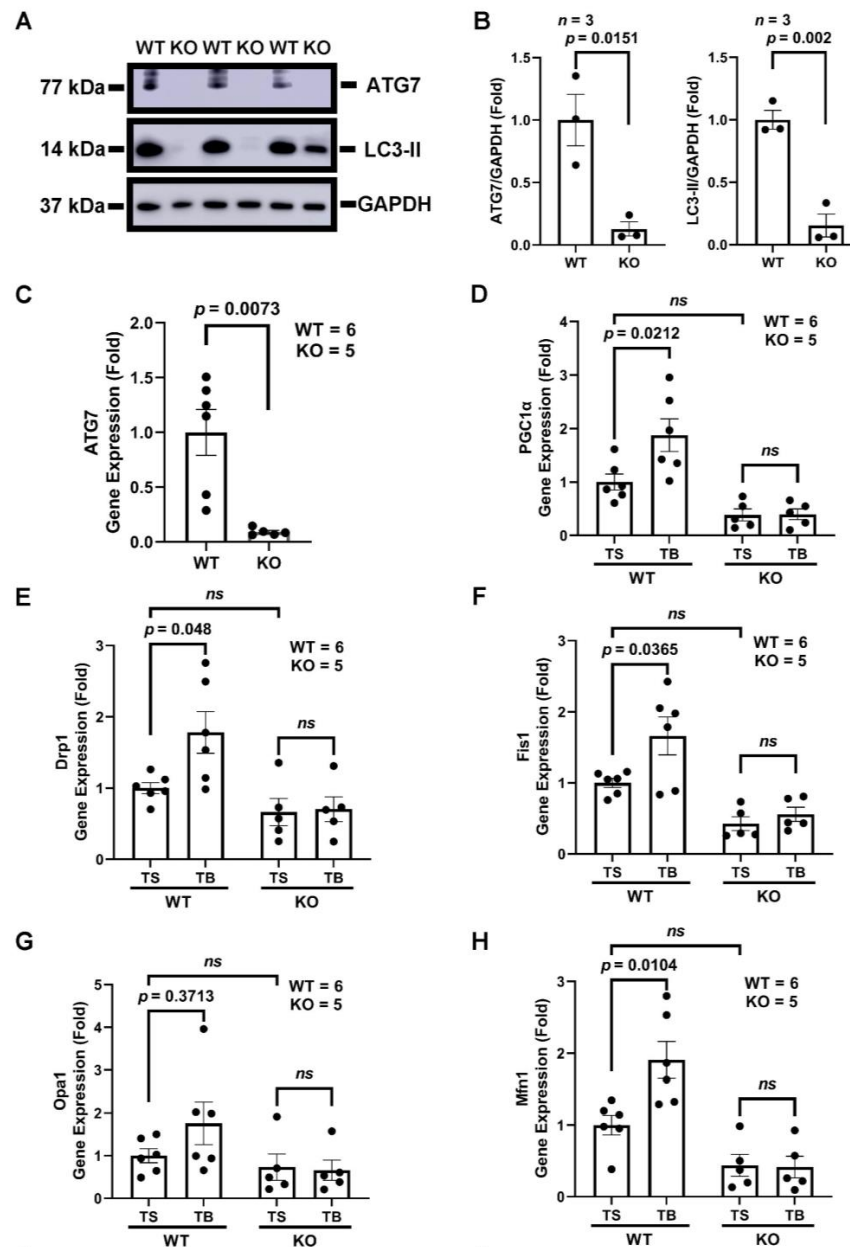 A
WT KO WT KO WT KO
77 kDa
ATG7
14 kDa
LC3-II
37 kDa
GAPDH
B
n = 3
p = 0.0151
ATG7/GAPDH (Fold)
1.5
1.0
0.5
0.0
WT KO
n = 3
p = 0.002
LC3-II/GAPDH (Fold)
1.5
1.0
0.5
0.0
WT KO
C
p = 0.0073
WT = 6
KO = 5
ATG7
Gene Expression (Fold)
2.0
1.5
1.0
0.5
0.0
WT KO
D
ns
WT = 6
KO = 5
p = 0.0212
ns
PGC1α
Gene Expression (Fold)
4
3
2
1
0
TS TB TS TB
WT KO
E
ns
p = 0.048
WT = 6
KO = 5
ns
Drp1
Gene Expression (Fold)
3
2
1
0
TS TB TS TB
WT KO
F
ns
p = 0.0365
WT = 6
KO = 5
ns
Fis1
Gene Expression (Fold)
3
2
1
0
TS TB TS TB
WT KO
G
ns
p = 0.3713
WT = 6
KO = 5
ns
Opa1
Gene Expression (Fold)
5
4
3
2
1
0
TS TB TS TB
WT KO
H
ns
p = 0.0104
WT = 6
KO = 5
ns
Mfn1
Gene Expression (Fold)
3
2
1
0
TS TB TS TB
WT KO